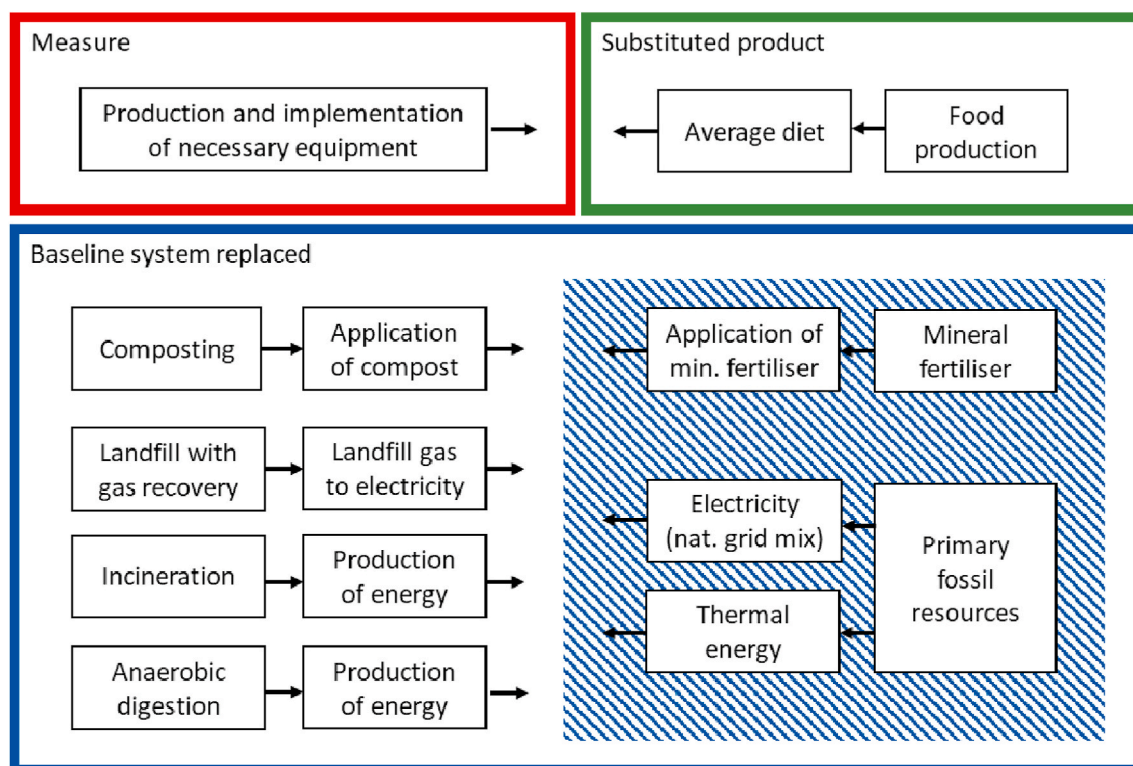 Measure
Production and implementation
of necessary equipment
Substituted product
Average diet
Food
production
Baseline system replaced
Composting
Application
of compost
Application of
min. fertiliser
Mineral
fertiliser
Landfill with
gas recovery
Landfill gas
to electricity
Electricity
(nat. grid mix)
Primary
fossil
resources
Incineration
Production
of energy
Thermal
energy
Anaerobic
digestion
Production
of energy